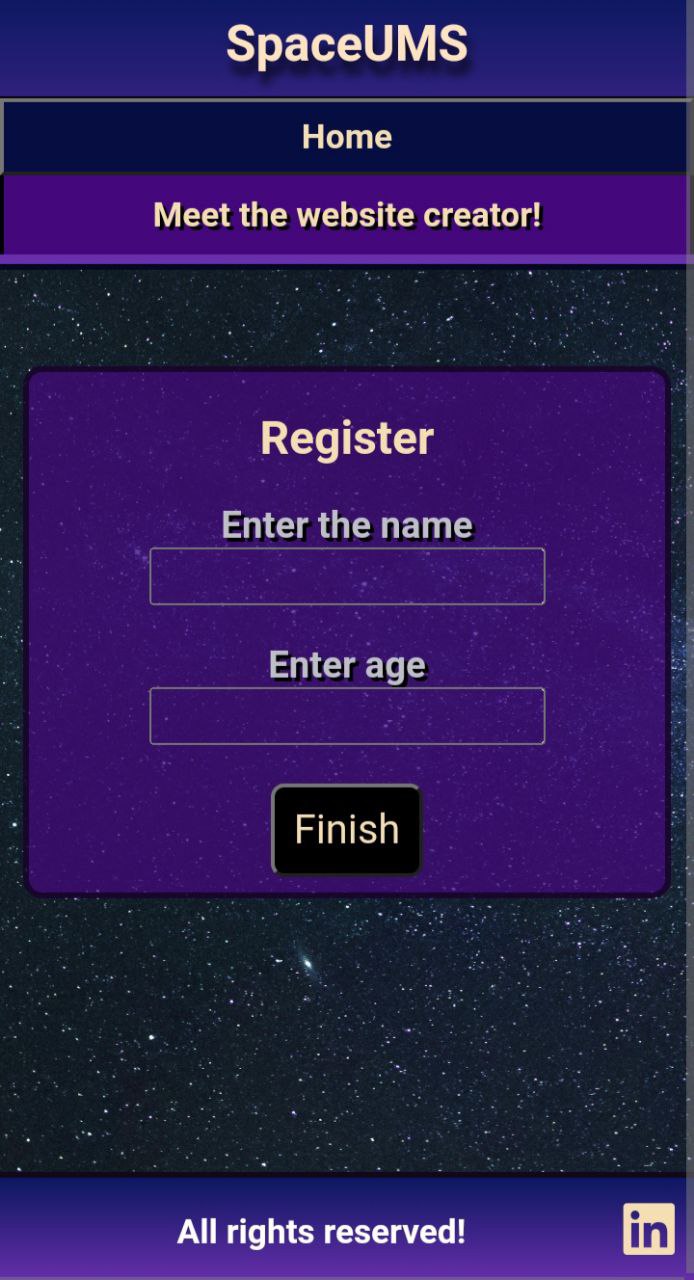 SpaceUMS
Home
Meet the website creator!
Register
Enter the name
Enter age
Finish
All rights reserved!
in